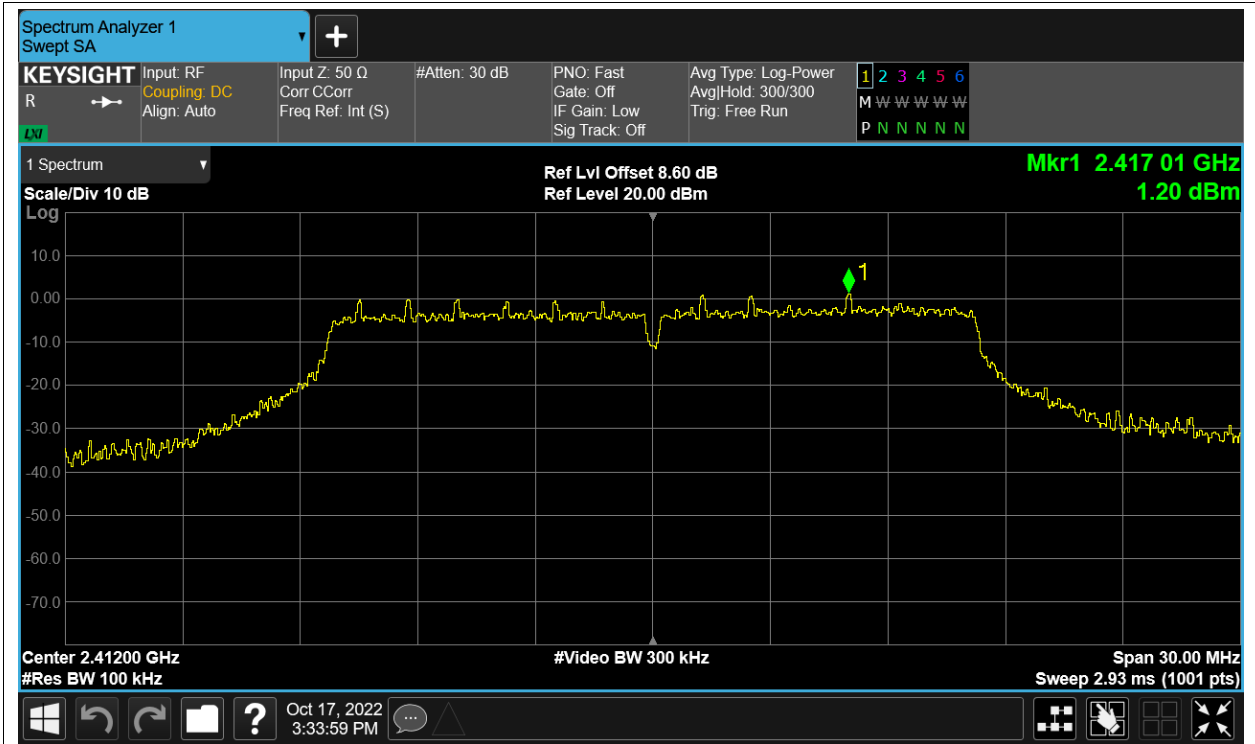 Spectrum Analyzer 1
Swept SA
KEYSIGHT
R
LXI
Input: RF
Coupling: DC
Align: Auto
Input Z: 50 Ω
Corr CCorr
Freq Ref: Int (S)
#Atten: 30 dB
PNO: Fast
Gate: Off
IF Gain: Low
Sig Track: Off
Avg Type: Log-Power
Avg|Hold: 300/300
Trig: Free Run
1 2 3 4 5 6
M W W W W W
P N N N N N
1 Spectrum
Scale/Div 10 dB
Log
Ref Lvl Offset 8.60 dB
Ref Level 20.00 dBm
Mkr1 2.417 01 GHz
1.20 dBm
1
10.0
0.00
-10.0
-20.0
-30.0
-40.0
-50.0
-60.0
-70.0
Center 2.41200 GHz
#Res BW 100 kHz
#Video BW 300 kHz
Span 30.00 MHz
Sweep 2.93 ms (1001 pts)
?
Oct 17, 2022
3:33:59 PM